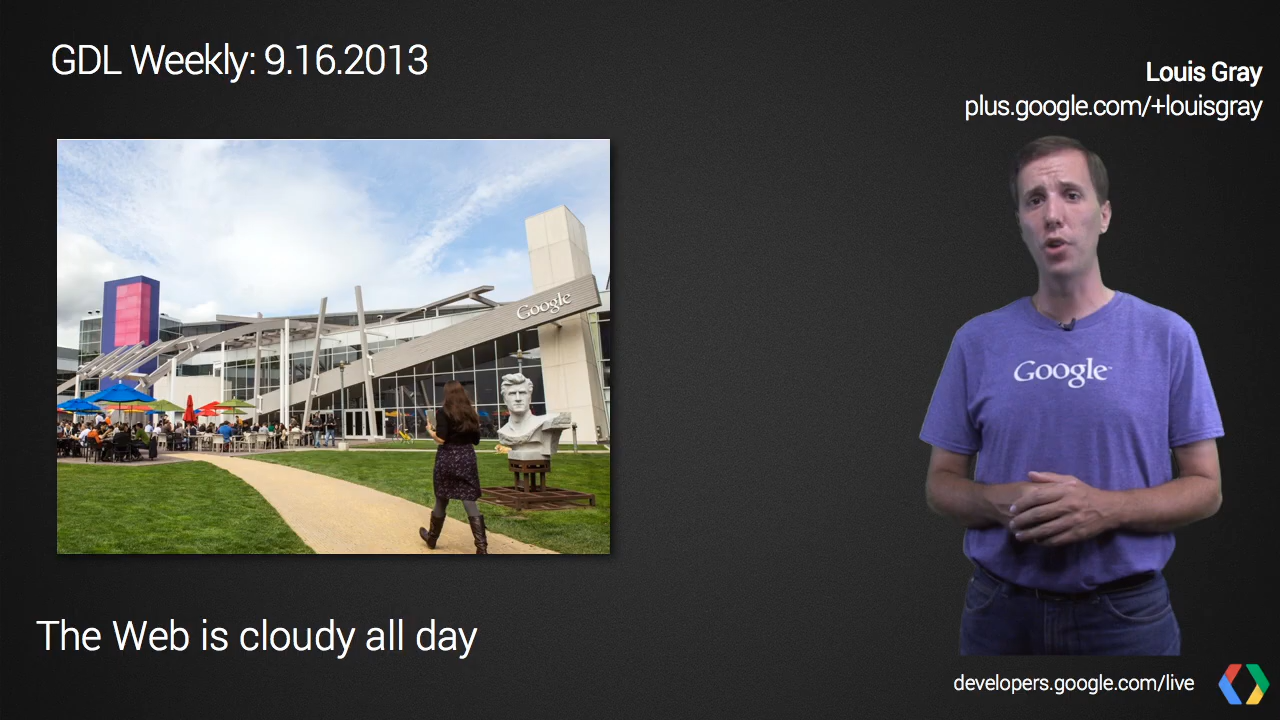 GDL Weekly: 9.16.2013
Louis Gray
plus.google.com/+louisgray
Google
Google
The Web is cloudy all day
developers.google.com/live